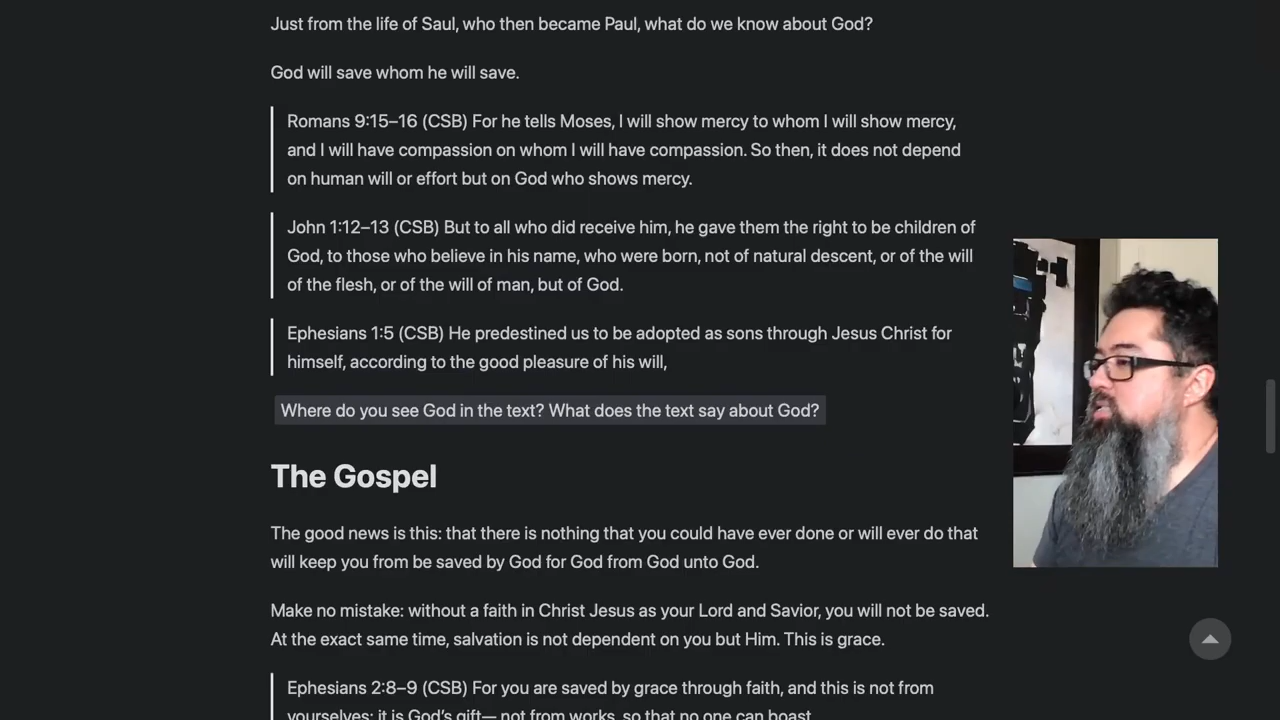 Just from the life of Saul, who then became Paul, what do we know about God?
God will save whom he will save.
Romans 9:15–16 (CSB) For he tells Moses, I will show mercy to whom I will show mercy,
and I will have compassion on whom I will have compassion. So then, it does not depend
on human will or effort but on God who shows mercy.
John 1:12–13 (CSB) But to all who did receive him, he gave them the right to be children of
God, to those who believe in his name, who were born, not of natural descent, or of the will
of the flesh, or of the will of man, but of God.
Ephesians 1:5 (CSB) He predestined us to be adopted as sons through Jesus Christ for
himself, according to the good pleasure of his will,
Where do you see God in the text? What does the text say about God?
The Gospel
The good news is this: that there is nothing that you could have ever done or will ever do that
will keep you from be saved by God for God from God unto God.
Make no mistake: without a faith in Christ Jesus as your Lord and Savior, you will not be saved.
At the exact same time, salvation is not dependent on you but Him. This is grace.
Ephesians 2:8–9 (CSB) For you are saved by grace through faith, and this is not from
yourselves; it is God's gift— not from works, so that no one can boast